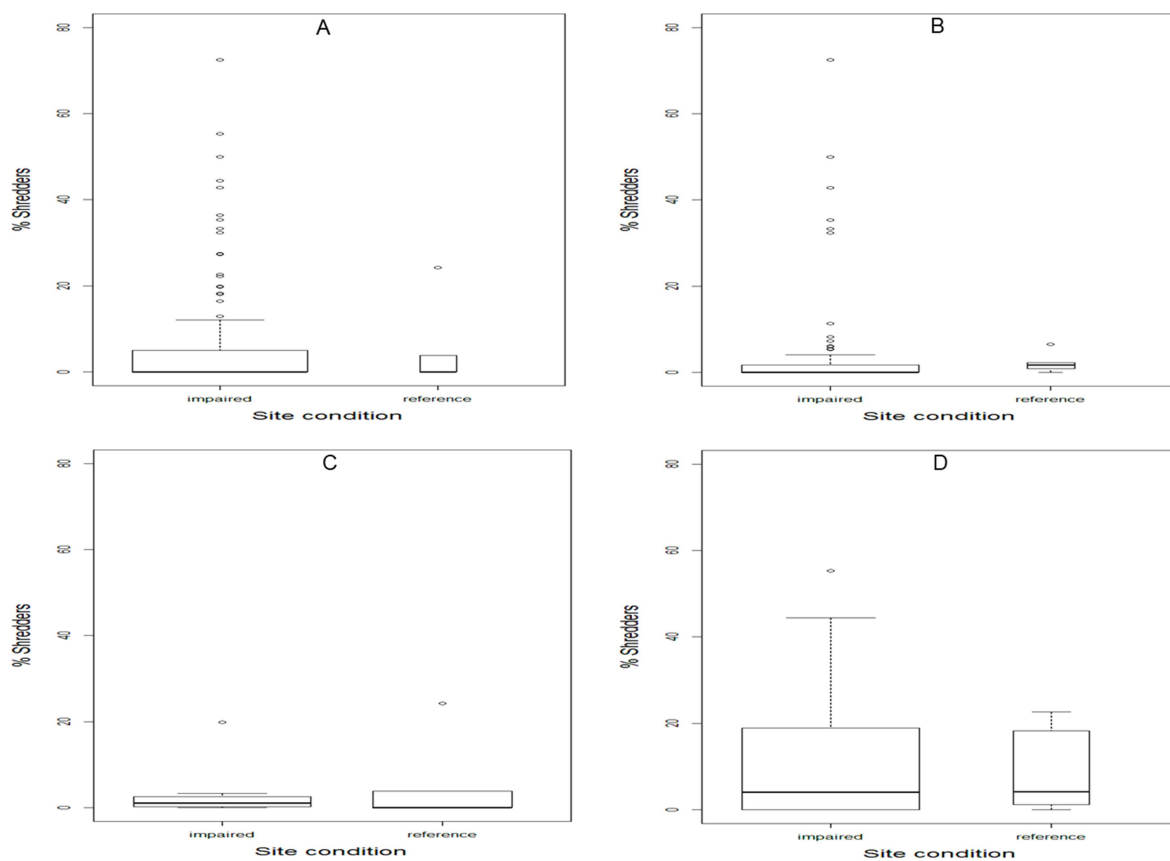 A
80
60
40
20
0
% Shredders
impaired reference
Site condition
B
80
60
40
20
0
% Shredders
impaired reference
Site condition
C
80
60
40
20
0
% Shredders
impaired reference
Site condition
D
80
60
40
20
0
% Shredders
impaired reference
Site condition